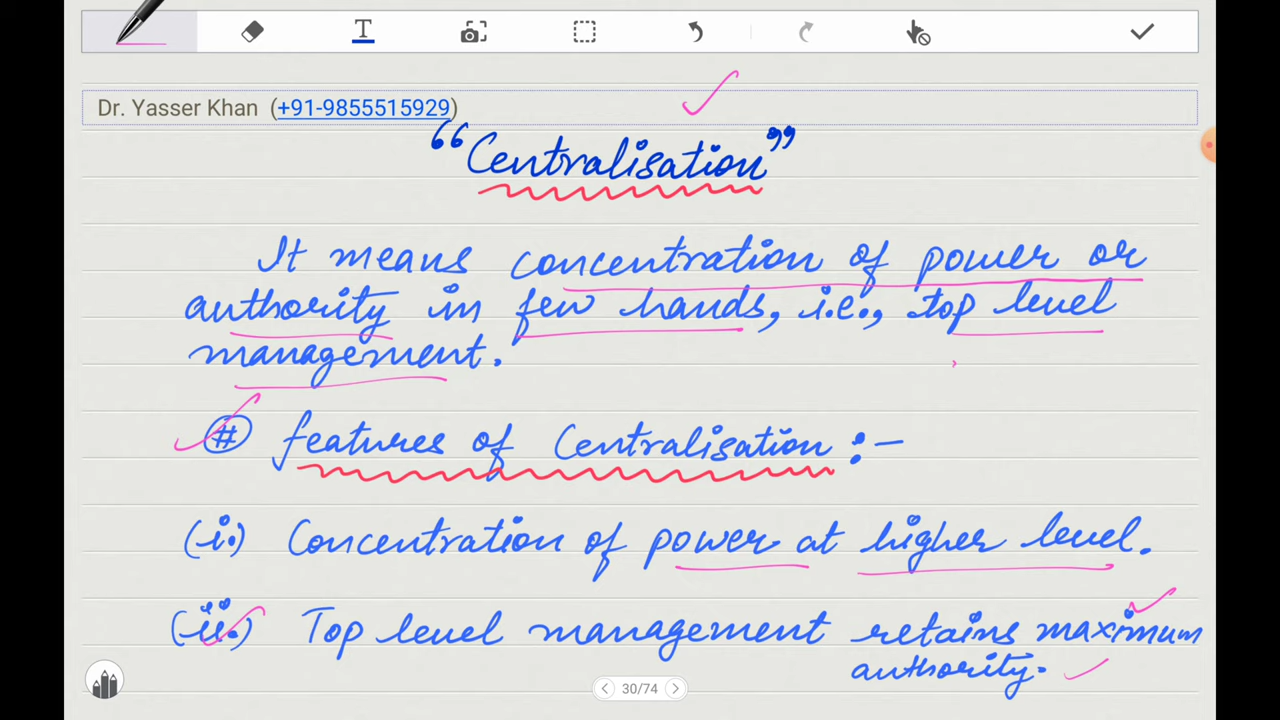 T
Dr. Yasser Khan (+91-9855515929)
"Centralisation"
It means concentration of power or
authority in few hands, i.e., top level
management.
# features of Centralisation :-
(i.) Concentration of power at higher level.
(ii.) Top level management retains maximum
authority.
30/74